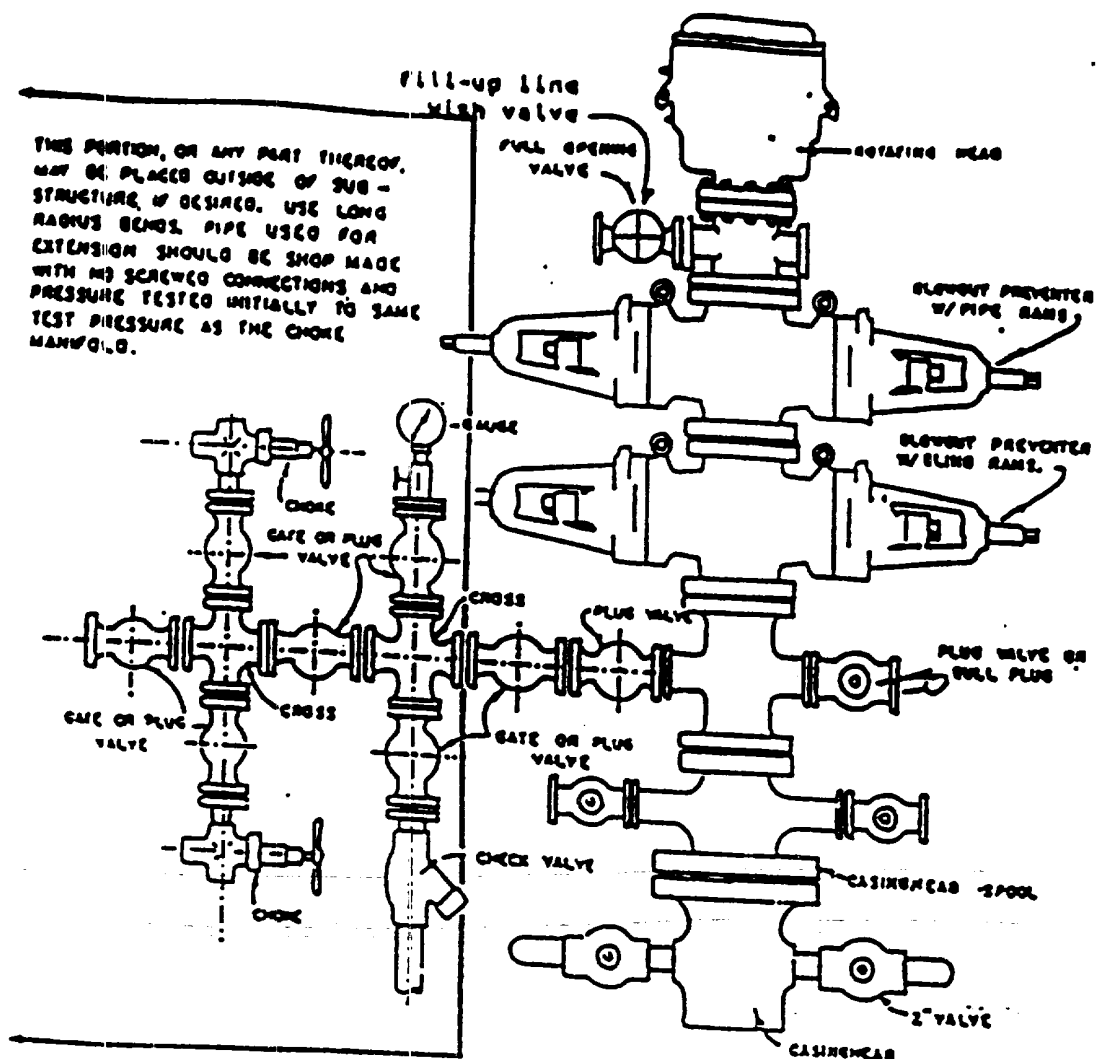 Fill-up line
with valve
FULL OPENING
VALVE
ROTATING HEAD
THIS PORTION, OR ANY PART THEREOF,
MAY BE PLACED OUTSIDE OF SUB-
STRUCTURE, IF DESIRED. USE LONG
RADIUS BENDS. PIPE USED FOR
EXTENSION SHOULD BE SHOP MADE
WITH NO SCREWED CONNECTIONS AND
PRESSURE TESTED INITIALLY TO SAME
TEST PRESSURE AS THE CHOKE
MANIFOLD.
BLOWOUT PREVENTER
W/PIPE RAMS
GAUGE
CHOKE
BLOWOUT PREVENTER
W/BLIND RAMS.
GATE OR PLUG
VALVE
CROSS
PLUG VALVE
PLUG VALVE OR
BULL PLUG
CROSS
GATE OR PLUG
VALVE
GATE OR PLUG
VALVE
CHECK VALVE
CHOKE
CASINGHEAD SPOOL
2" VALVE
CASINGHEAD